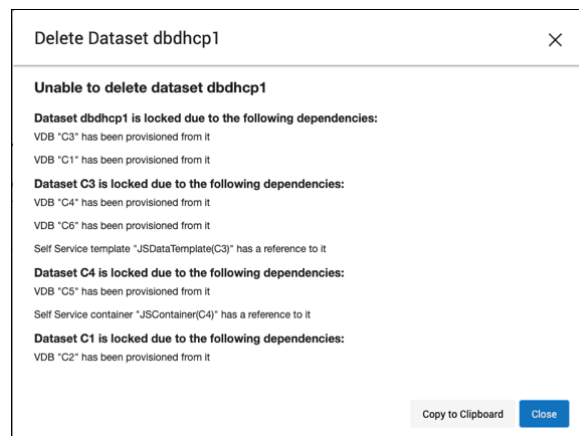 Delete Dataset dbdhcp1
Unable to delete dataset dbdhcp1
Dataset dbdhcp1 is locked due to the following dependencies:
VDB "C3" has been provisioned from it
VDB "C1" has been provisioned from it
Dataset C3 is locked due to the following dependencies:
VDB "C4" has been provisioned from it
VDB "C6" has been provisioned from it
Self Service template "JSDataTemplate(C3)" has a reference to it
Dataset C4 is locked due to the following dependencies:
VDB "C5" has been provisioned from it
Self Service container "JSContainer(C4)" has a reference to it
Dataset C1 is locked due to the following dependencies:
VDB "C2" has been provisioned from it
Copy to Clipboard Close